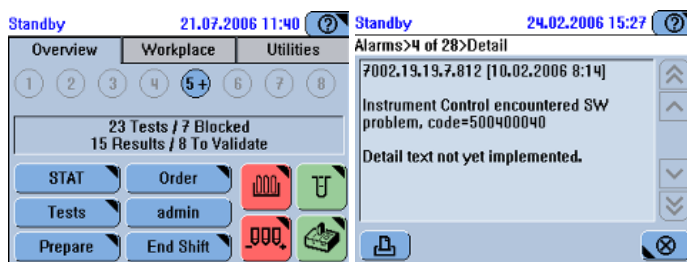 Standby 21.07.2006 11:40 ?
Overview Workplace Utilities
1 2 3 4 5+ 6 7 8
23 Tests / 7 Blocked
15 Results / 8 To Validate
STAT Order
Tests admin
Prepare End Shift
Standby 24.02.2006 15:27 ?
Alarms>4 of 28>Detail
7002.19.19.7.812 [10.02.2006 8:14]
Instrument Control encountered SW
problem, code=500400040
Detail text not yet implemented.